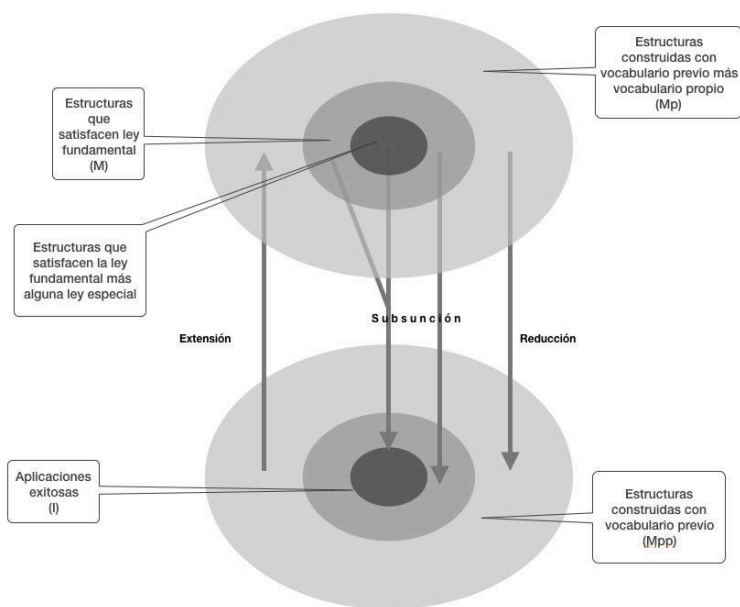 Estructuras
construidas con
vocabulario previo más
vocabulario propio
(Mp)
Estructuras
que
satisfacen ley
fundamental
(M)
Estructuras que
satisfacen la ley
fundamental más
alguna ley especial
Extensión
Subsunción
Reducción
Aplicaciones
exitosas
(I)
Estructuras
construidas con
vocabulario previo
(Mpp)